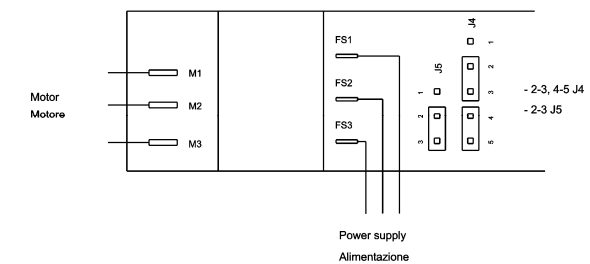 J4
FS1
1
J5
2
M1
FS2
1
3
- 2-3, 4-5 J4
Motor
Motore
M2
- 2-3 J5
2
4
FS3
M3
3
5
Power supply
Alimentazione